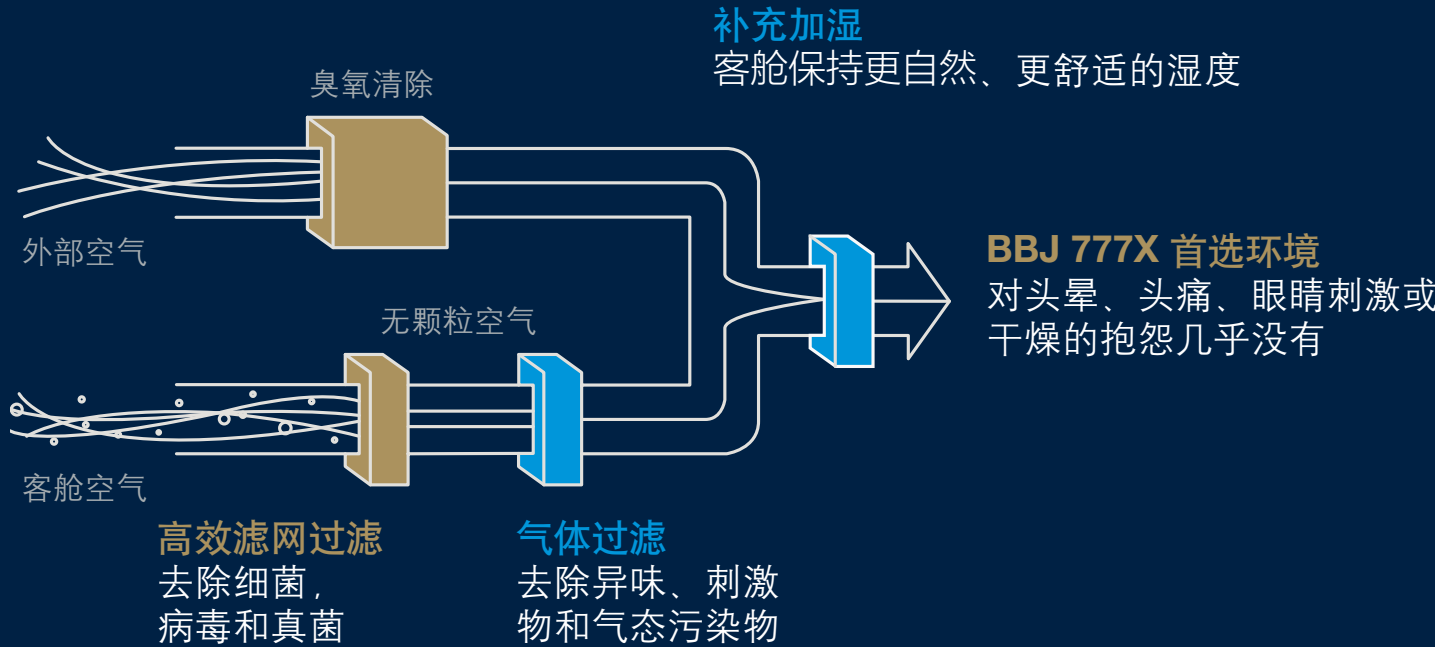 补充加湿
客舱保持更自然、更舒适的湿度
臭氧清除
外部空气
BBJ 777X 首选环境
对头晕、头痛、眼睛刺激或
干燥的抱怨几乎没有
无颗粒空气
客舱空气
高效滤网过滤
去除细菌，
病毒和真菌
气体过滤
去除异味、刺激
物和气态污染物